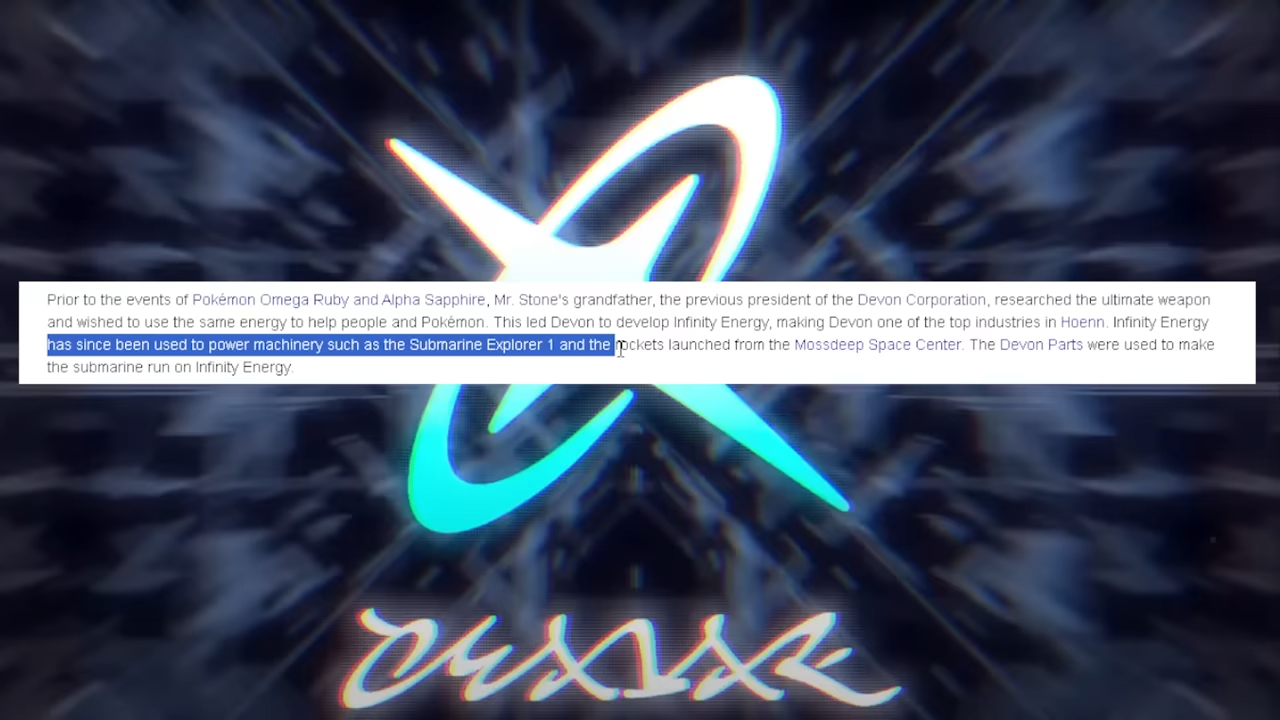 Prior to the events of Pokémon Omega Ruby and Alpha Sapphire, Mr. Stone's grandfather, the previous president of the Devon Corporation, researched the ultimate weapon
and wished to use the same energy to help people and Pokémon. This led Devon to develop Infinity Energy, making Devon one of the top industries in Hoenn. Infinity Energy
has since been used to power machinery such as the Submarine Explorer 1 and the rockets launched from the Mossdeep Space Center. The Devon Parts were used to make
the submarine run on Infinity Energy.